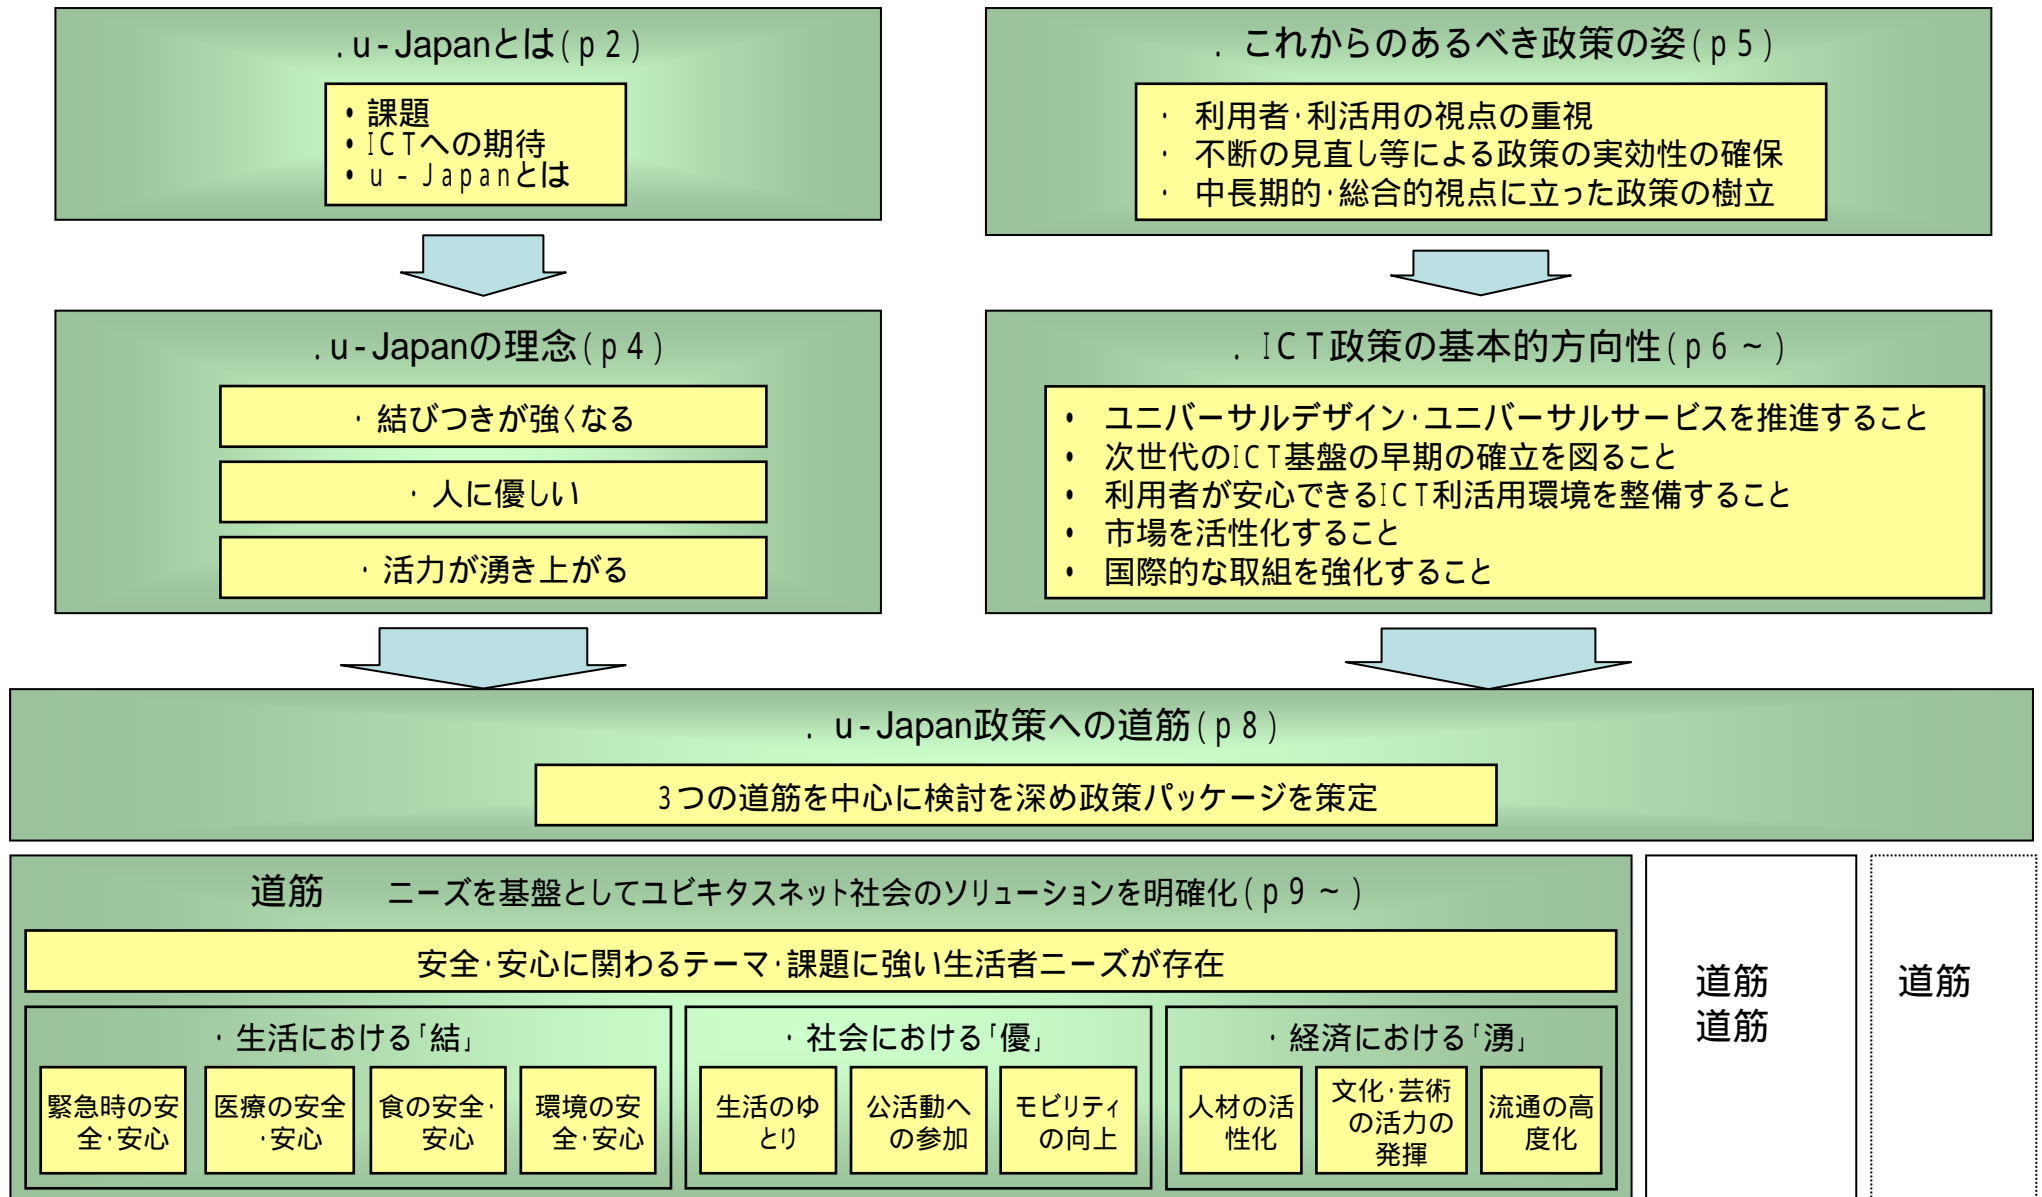 .u-Japanとは(p2)
•課題
•ICTへの期待
•u-Japanとは
.これからのあるべき政策の姿(p5)
・ 利用者・利活用の視点の重視
・ 不断の見直し等による政策の実効性の確保
・ 中長期的・総合的視点に立った政策の樹立
.u-Japanの理念(p4)
・結びつきが強くなる
・人に優しい
・活力が湧き上がる
.ICT政策の基本的方向性(p6~)
• ユニバーサルデザイン・ユニバーサルサービスを推進すること
• 次世代のICT基盤の早期の確立を図ること
• 利用者が安心できるICT利活用環境を整備すること
• 市場を活性化すること
• 国際的な取組を強化すること
.u-Japan政策への道筋(p8)
3つの道筋を中心に検討を深め政策パッケージを策定
道筋 ニーズを基盤としてユビキタスネット社会のソリューションを明確化(p9~)
安全・安心に関わるテーマ・課題に強い生活者ニーズが存在
・生活における「結」
緊急時の安
全・安心
医療の安全
・安心
食の安全・
安心
環境の安
全・安心
・社会における「優」
生活のゆ
とり
公活動へ
の参加
モビリティ
の向上
・経済における「湧」
人材の活
性化
文化・芸術
の活力の
発揮
流通の高
度化
道筋
道筋
道筋